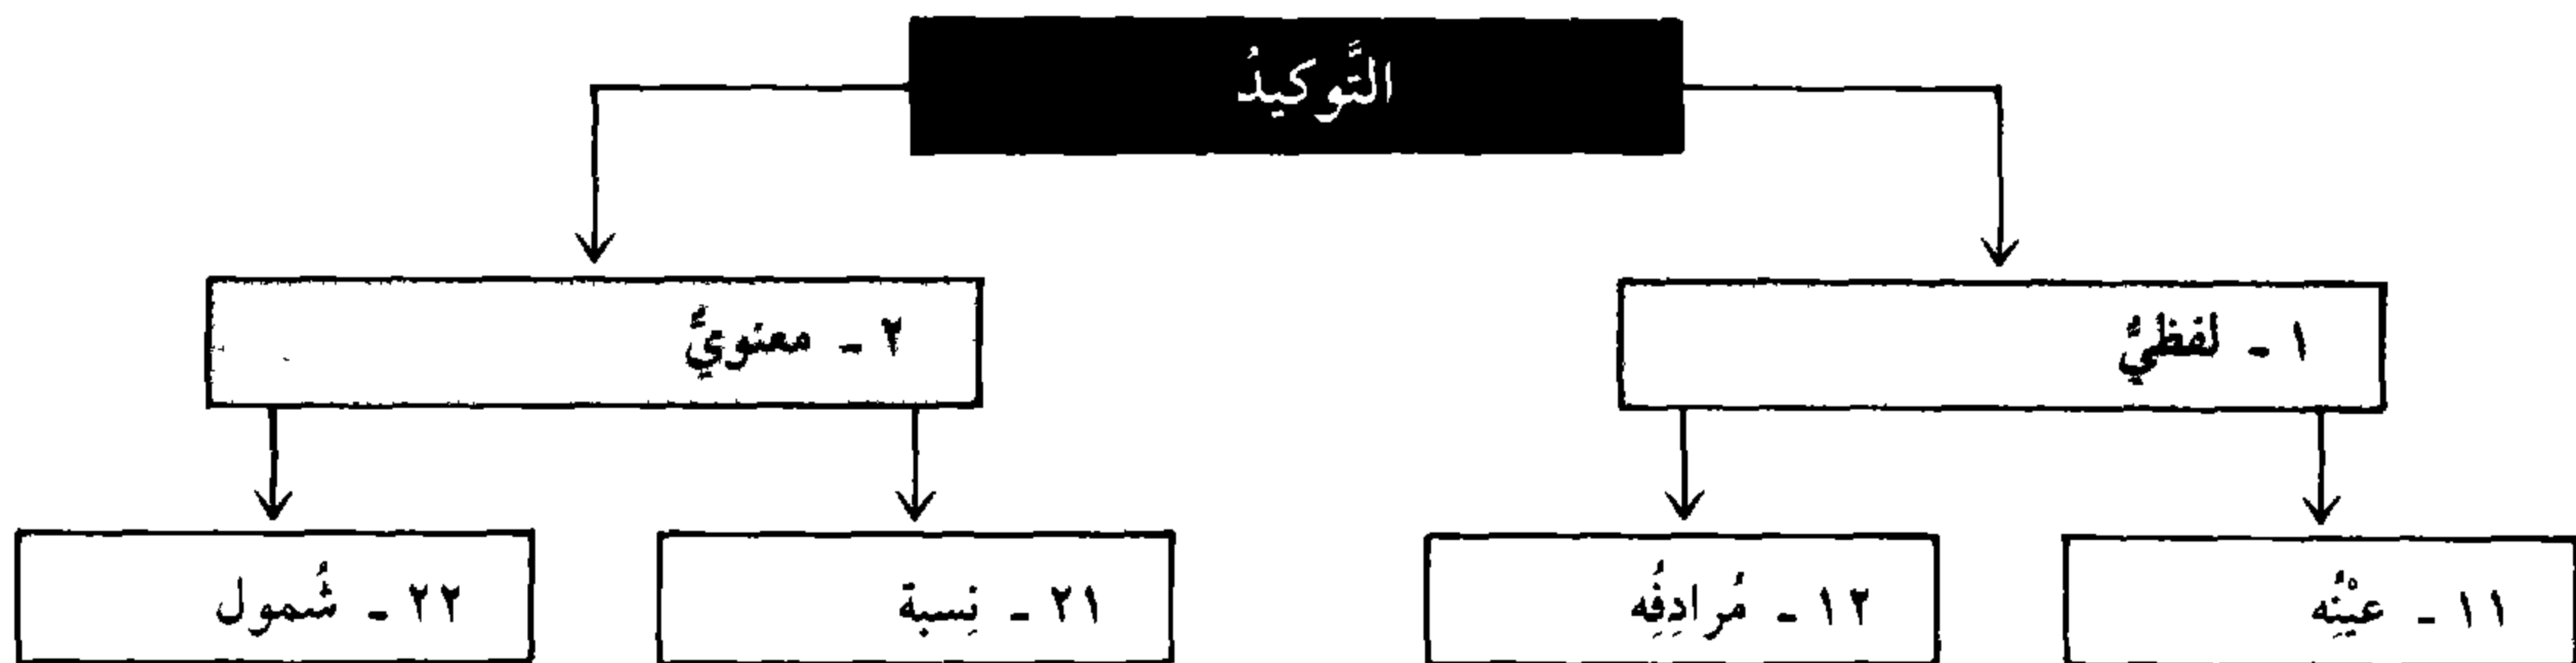 التَّوكيدُ
١ - لفظيٌّ
٢ - معنويٌّ
١١ - عيْنُه
١٢ - مُرادِفُه
٢١ - نِسبة
٢٢ - شُمول